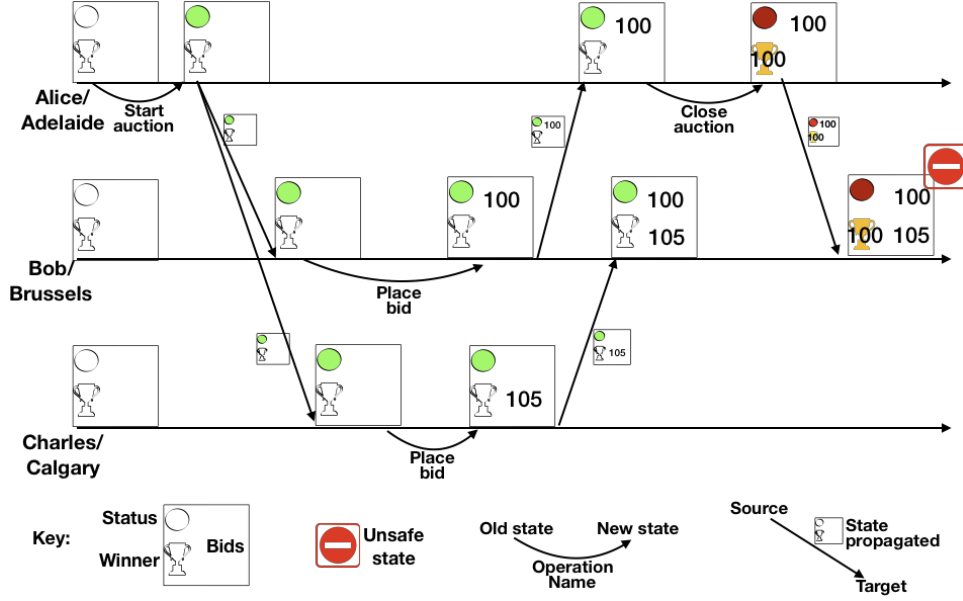 100
100
100
Alice/
Adelaide
Start
auction
Close
auction
100
100
100
100
105
100
100 105
Bob/
Brussels
Place
bid
105
105
Charles/
Calgary
Place
bid
Key:
Status
Winner
Bids
Unsafe
state
Old state
New state
Operation
Name
Source
State
propagated
Target